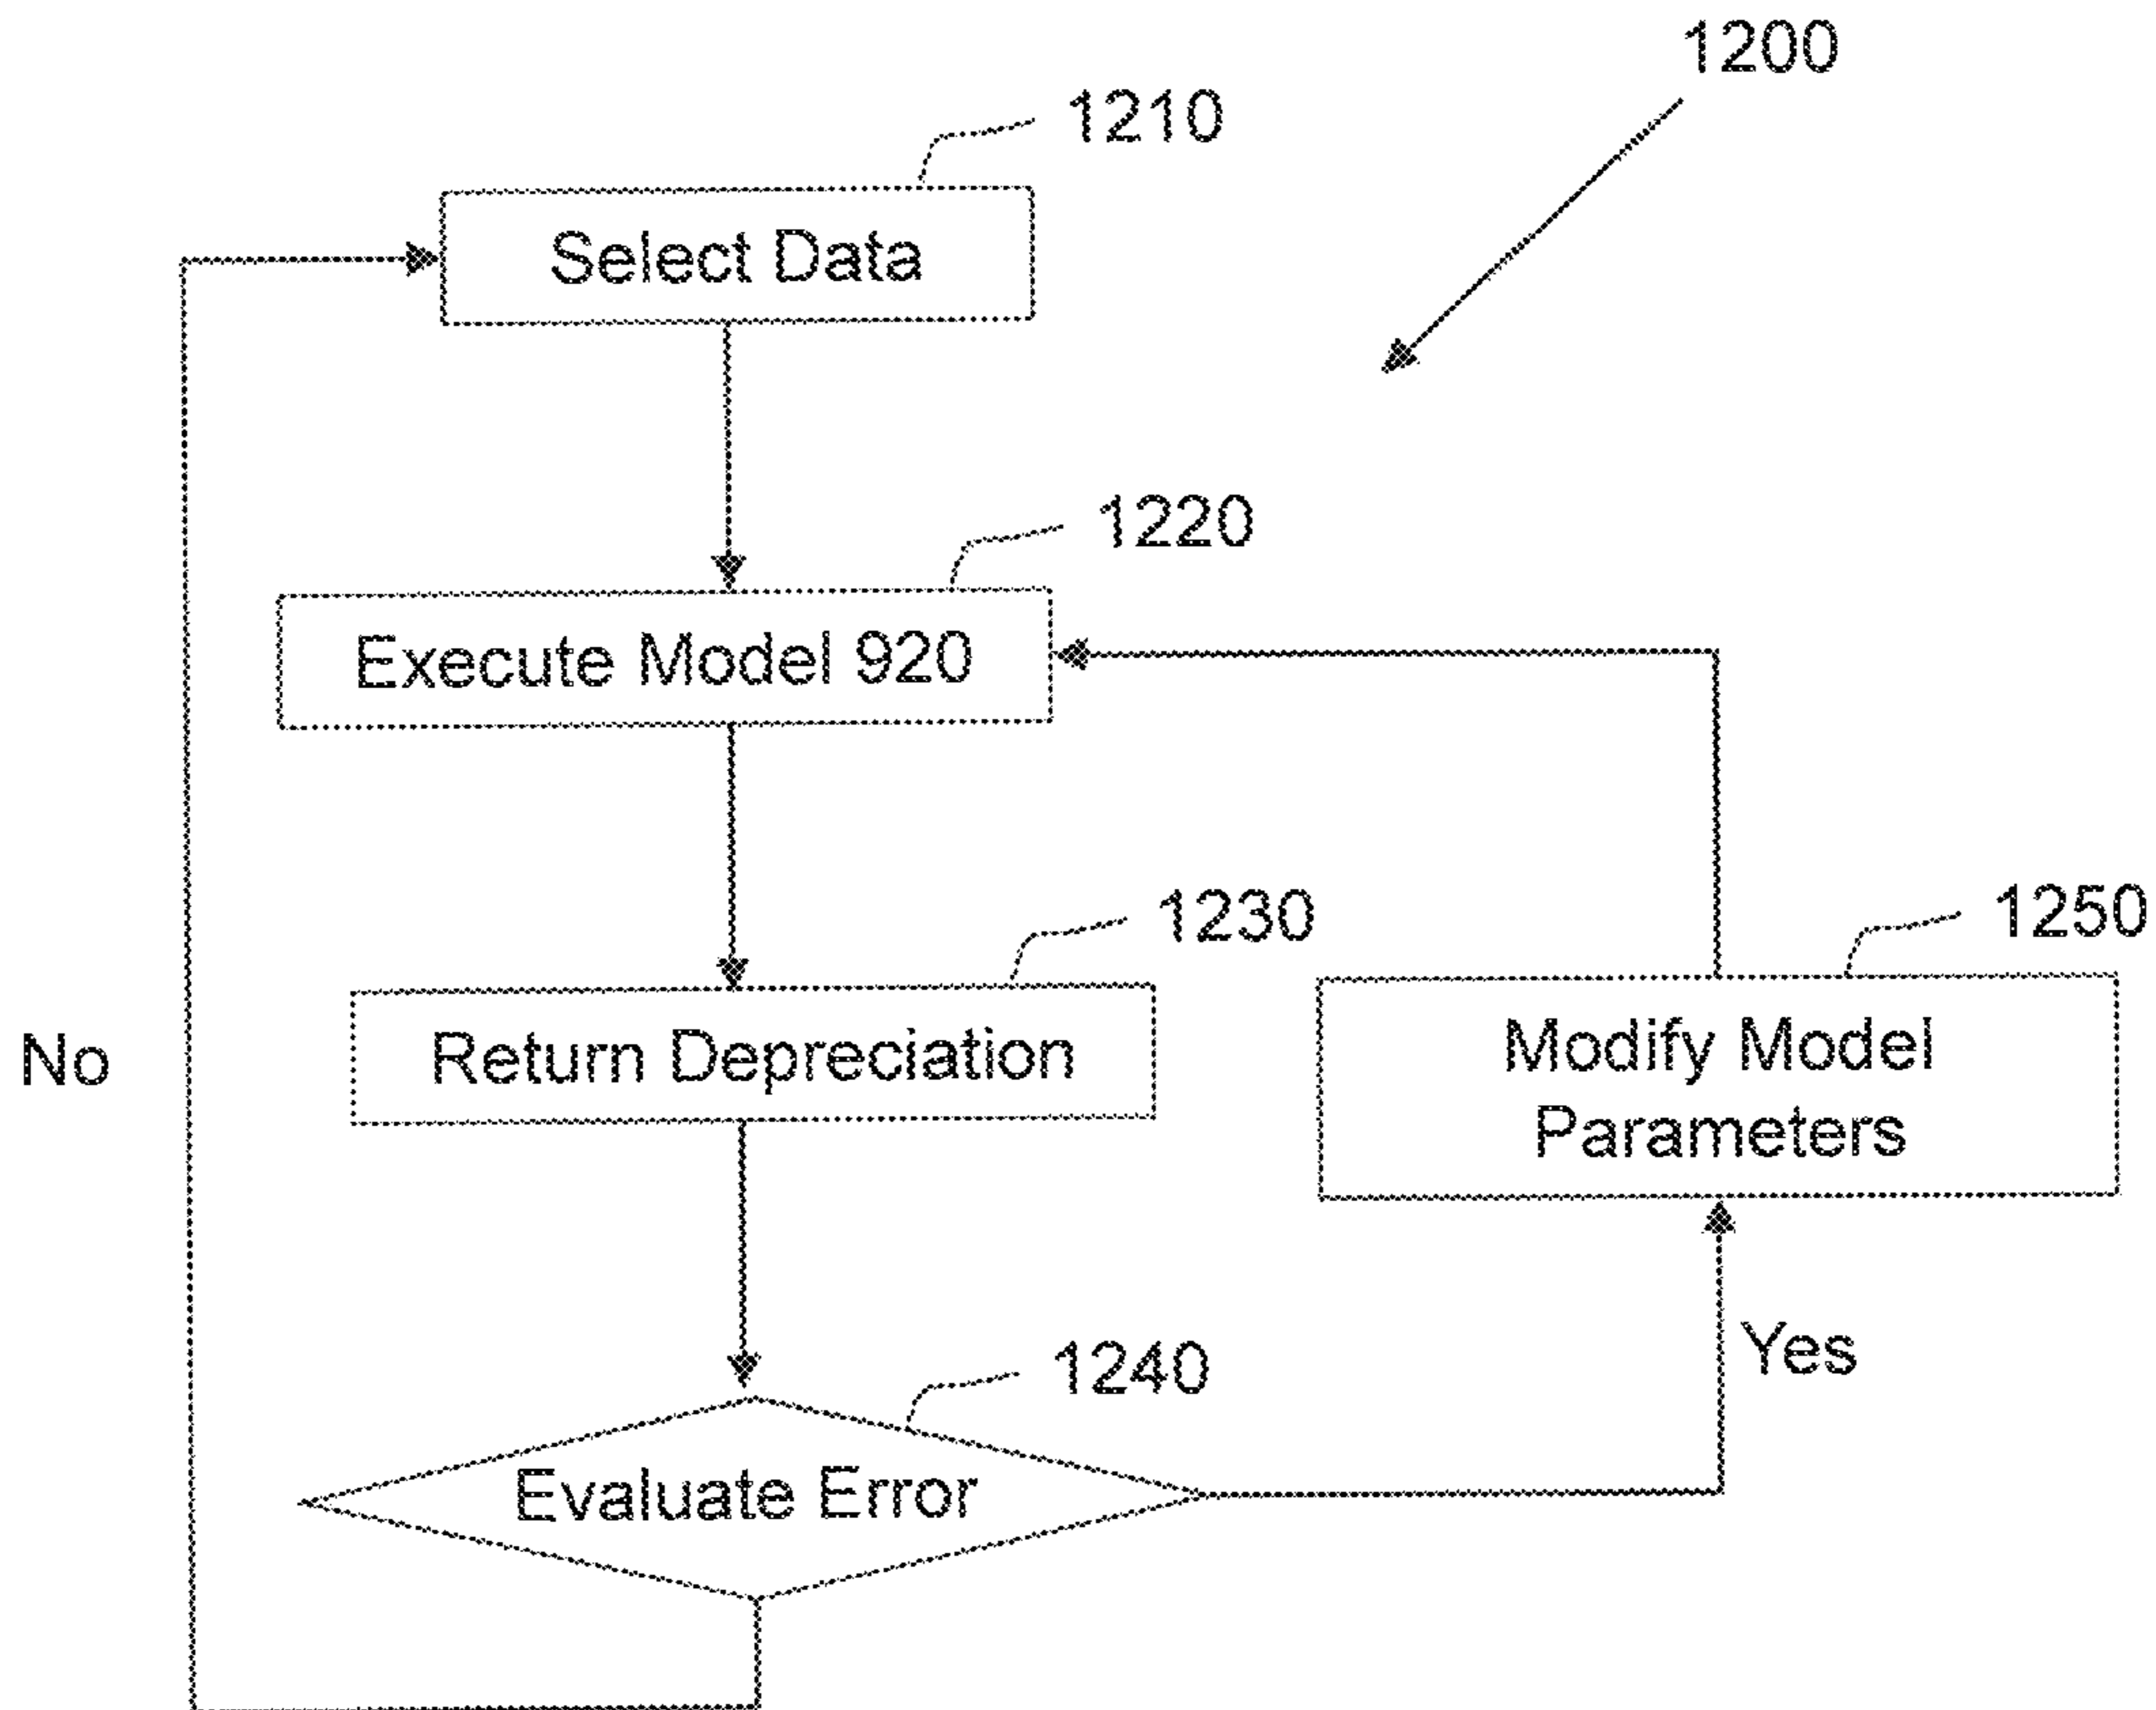 1200
1210
Select Data
1220
Execute Model 920
1230
Return Depreciation
1250
Modify Model
Parameters
No
1240
Evaluate Error
Yes